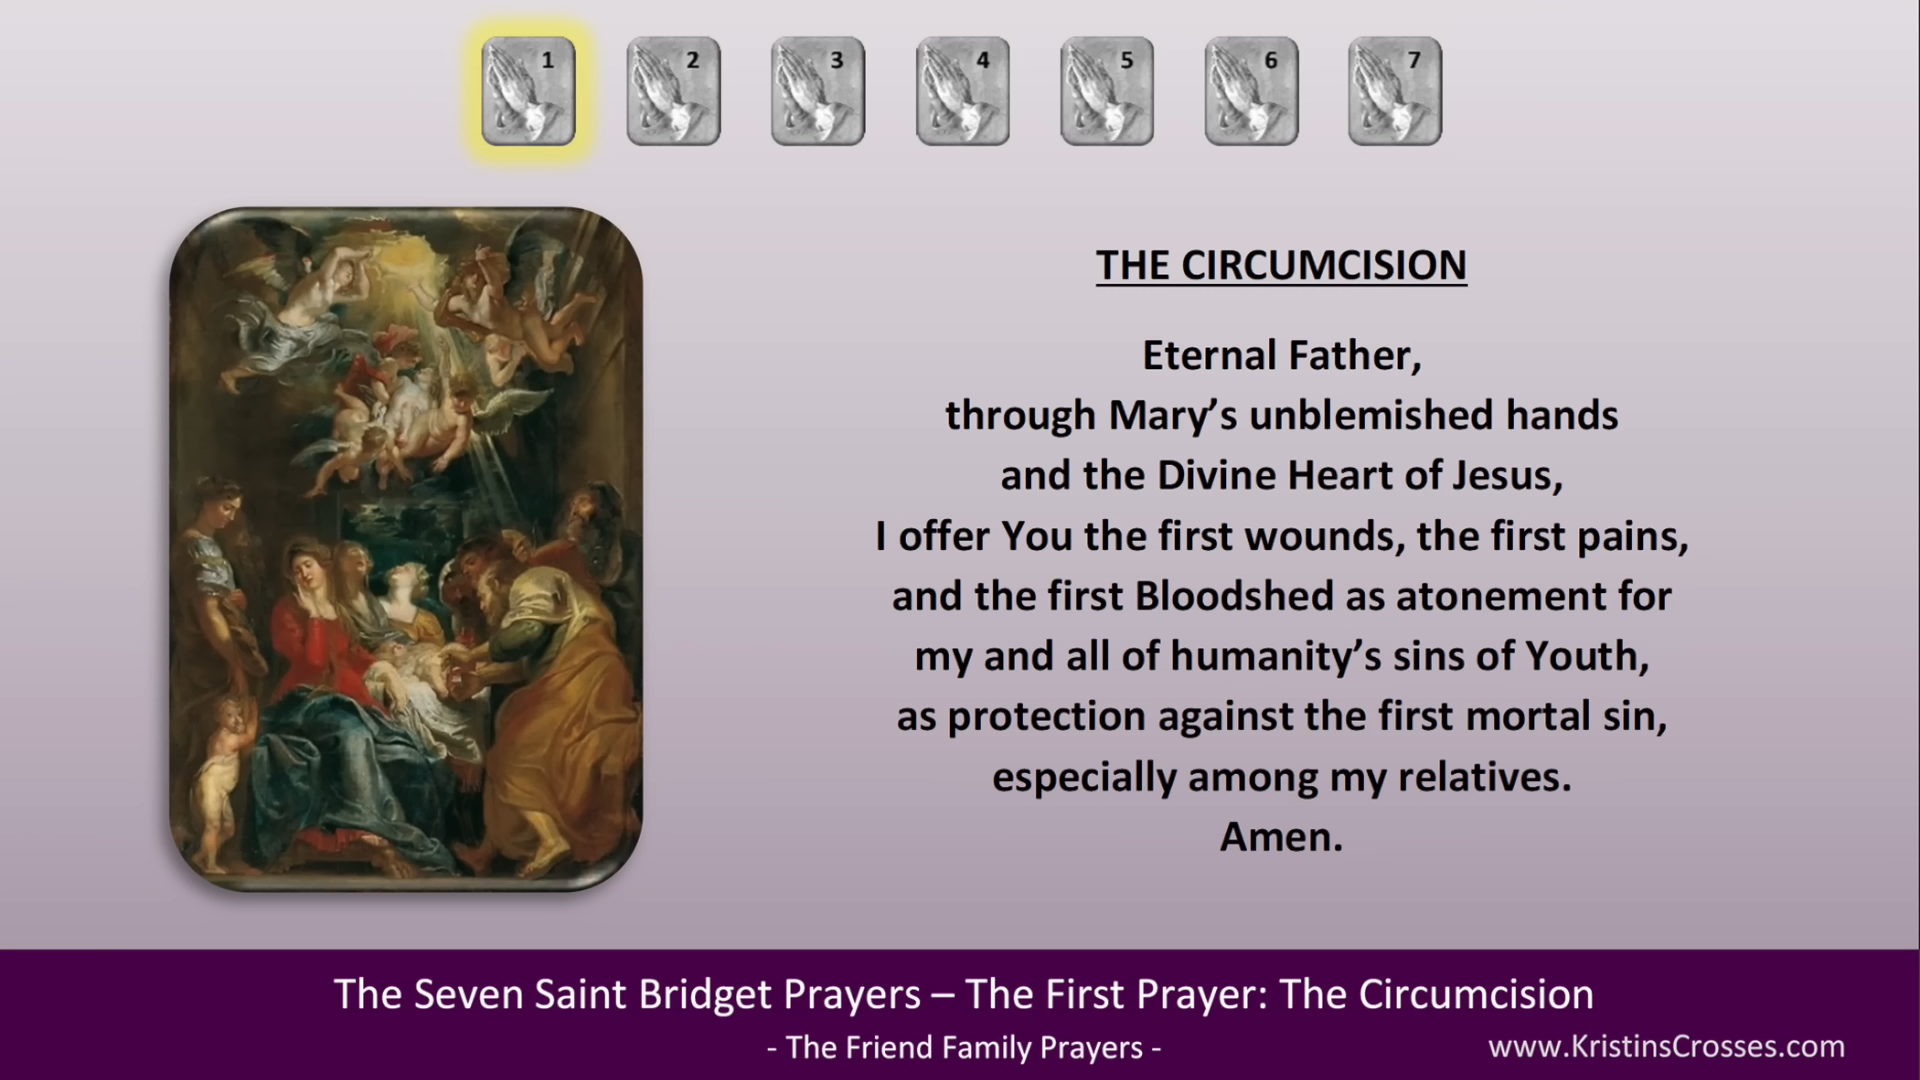 1 2 3 4 5 6 7
THE CIRCUMCISION
Eternal Father,
through Mary’s unblemished hands
and the Divine Heart of Jesus,
I offer You the first wounds, the first pains,
and the first Bloodshed as atonement for
my and all of humanity’s sins of Youth,
as protection against the first mortal sin,
especially among my relatives.
Amen.
The Seven Saint Bridget Prayers – The First Prayer: The Circumcision
- The Friend Family Prayers -
www.KristinsCrosses.com